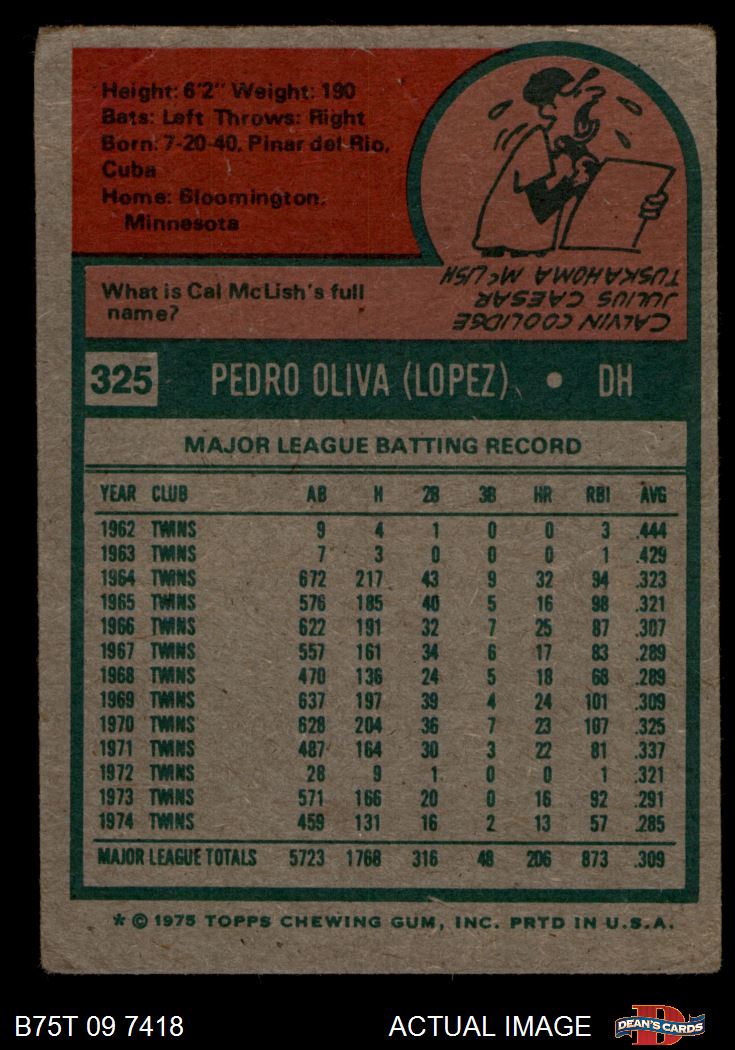 Height: 6'2" Weight: 190
Bats: Left Throws: Right
Born: 7-20-40, Pinar del Rio,
Cuba
Home: Bloomington,
Minnesota
What is Cal McLish's full
name?
CALVIN COOLIDGE
JULIUS CAESAR
TUSKAHOMA McLISH
325 PEDRO OLIVA (LOPEZ) • DH
MAJOR LEAGUE BATTING RECORD
YEAR CLUB AB H 2B 3B HR RBI AVG
1962 TWINS 9 4 1 0 0 3 .444
1963 TWINS 7 3 0 0 0 1 .429
1964 TWINS 672 217 43 9 32 94 .323
1965 TWINS 576 185 40 5 16 98 .321
1966 TWINS 622 191 32 7 25 87 .307
1967 TWINS 557 161 34 6 17 83 .289
1968 TWINS 470 136 24 5 18 68 .289
1969 TWINS 637 197 39 4 24 101 .309
1970 TWINS 628 204 36 7 23 107 .325
1971 TWINS 487 164 30 3 22 81 .337
1972 TWINS 28 9 1 0 0 1 .321
1973 TWINS 571 166 20 0 16 92 .291
1974 TWINS 459 131 16 2 13 57 .285
MAJOR LEAGUE TOTALS 5723 1768 316 48 206 873 .309
* © 1975 TOPPS CHEWING GUM, INC. PRTD IN U.S.A.
B75T 09 7418 ACTUAL IMAGE DEAN'S CARDS